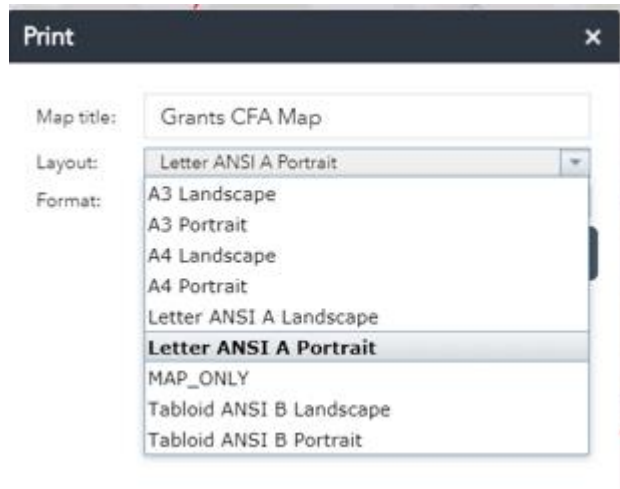 Print ×
Map title: Grants CFA Map
Layout: Letter ANSI A Portrait
Format:
A3 Landscape
A3 Portrait
A4 Landscape
A4 Portrait
Letter ANSI A Landscape
Letter ANSI A Portrait
MAP_ONLY
Tabloid ANSI B Landscape
Tabloid ANSI B Portrait